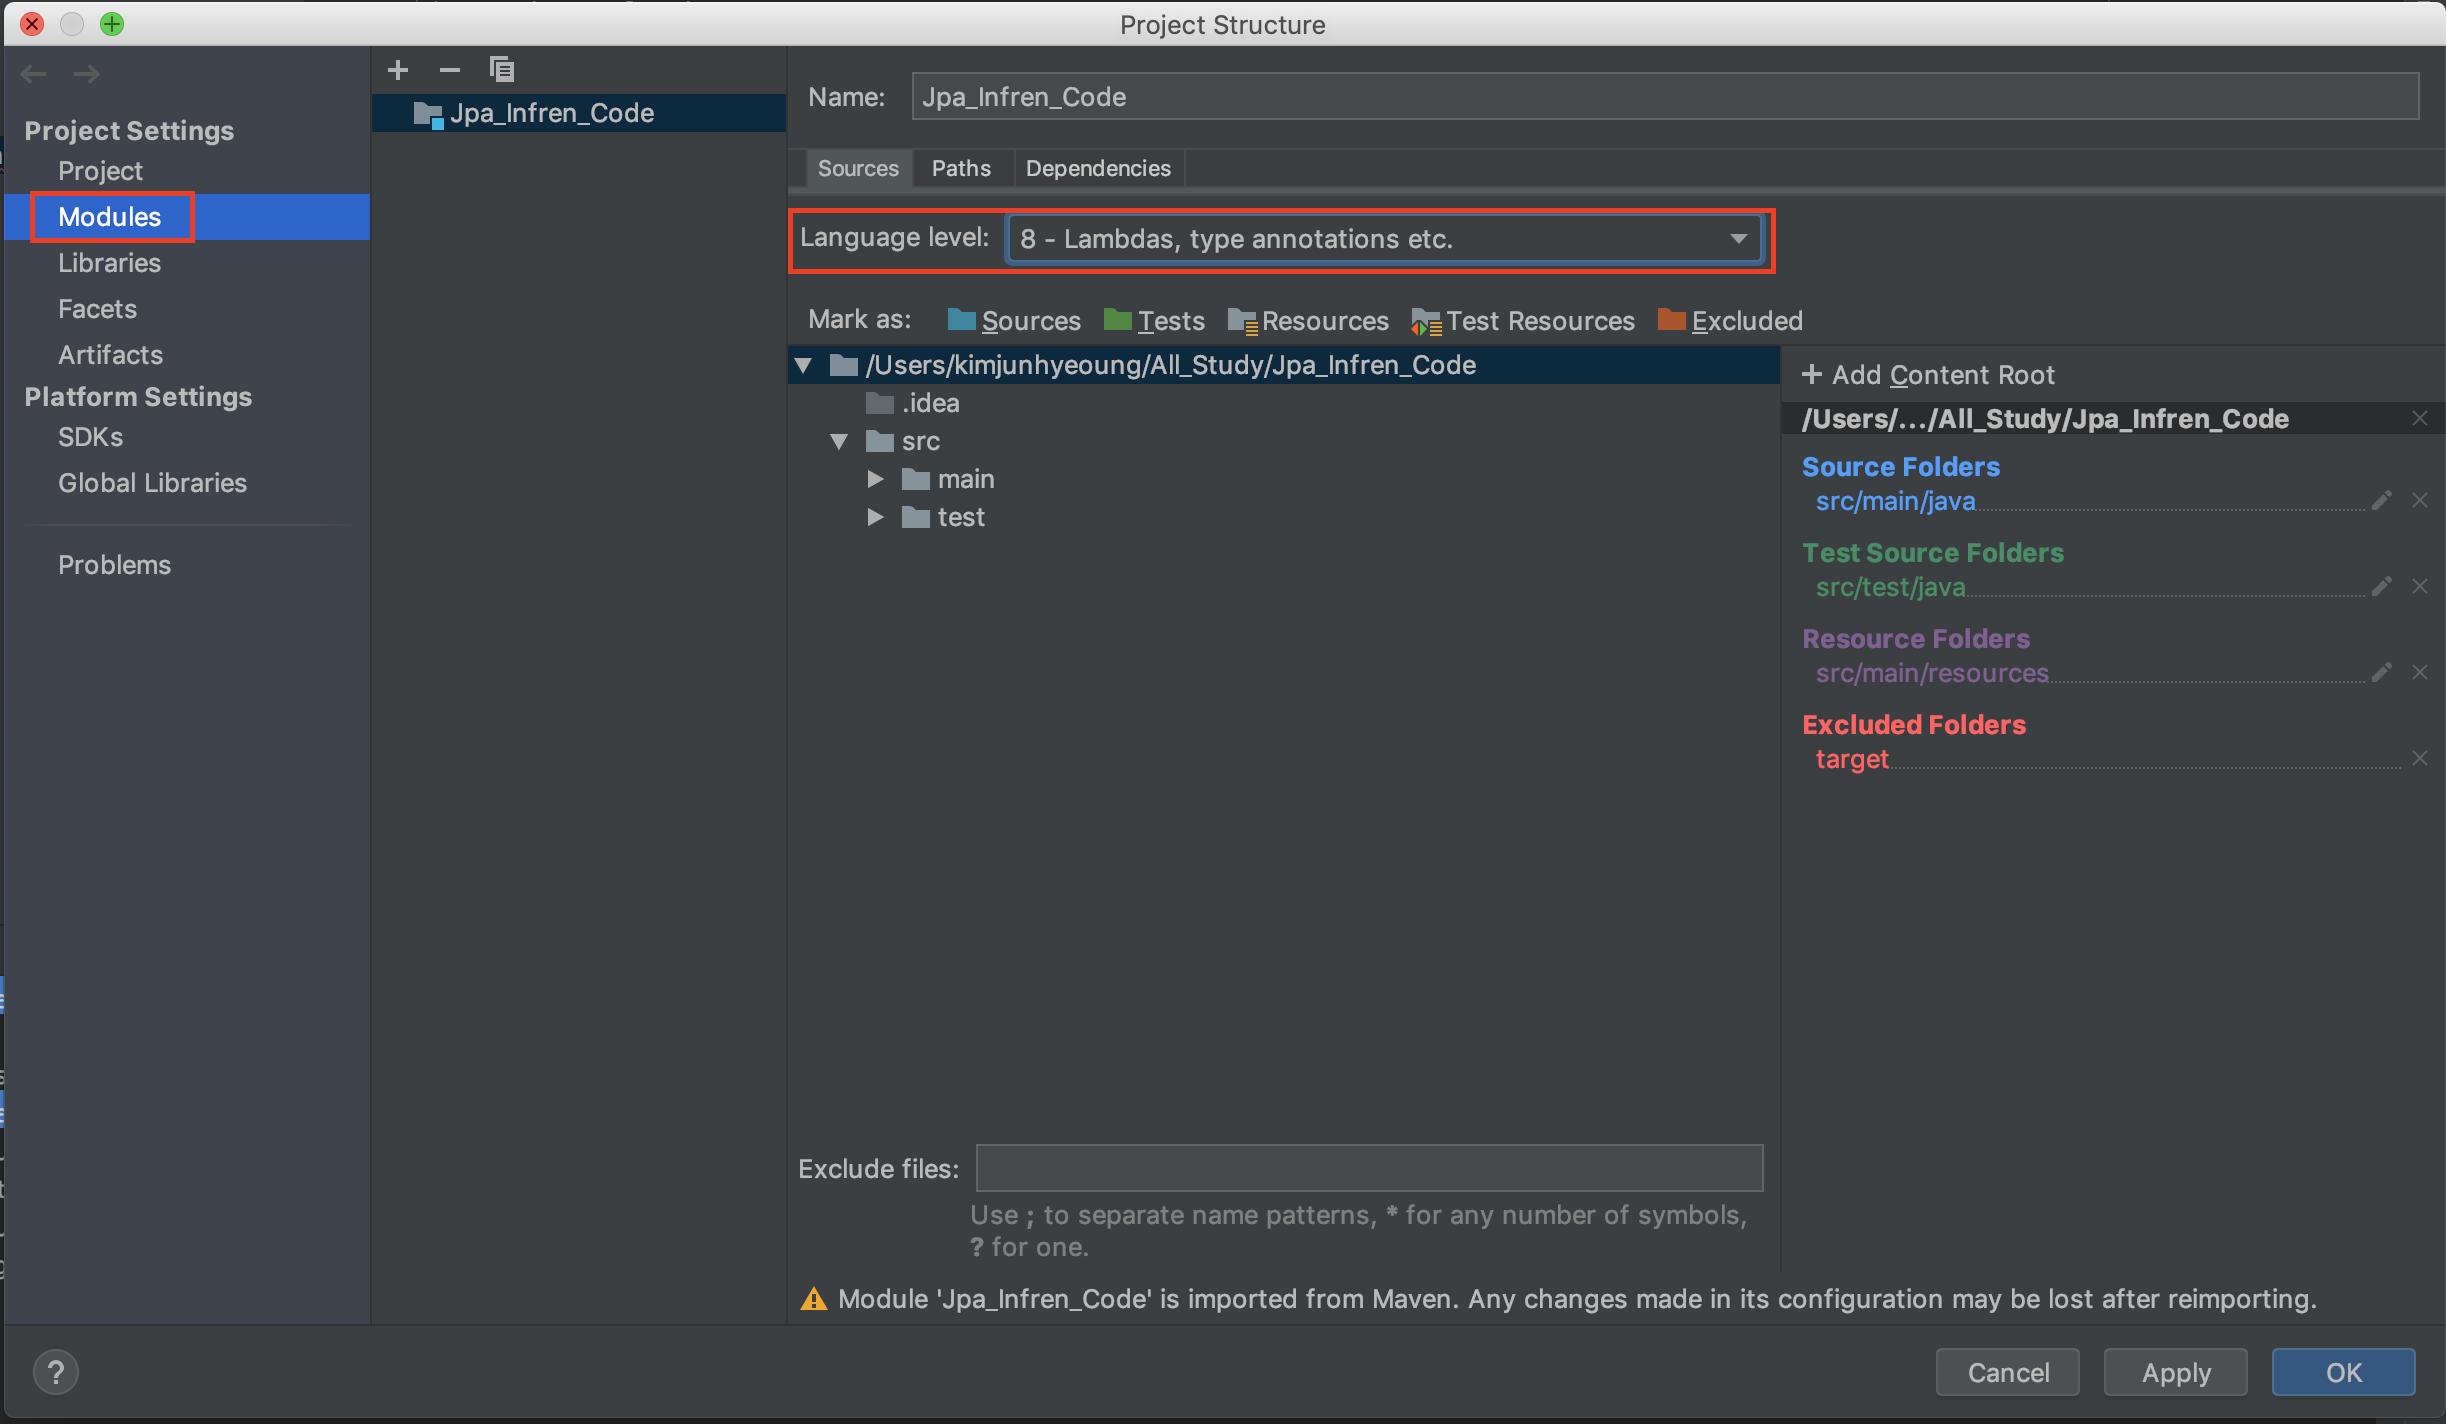 Project Structure
Project Settings
Project
Modules
Libraries
Facets
Artifacts
Platform Settings
SDKs
Global Libraries
Problems
Jpa_Infren_Code
Name: Jpa_Infren_Code
Sources Paths Dependencies
Language level: 8 - Lambdas, type annotations etc.
Mark as: Sources Tests Resources Test Resources Excluded
/Users/kimjunhyeoung/All_Study/Jpa_Infren_Code
.idea
src
main
test
+ Add Content Root
/Users/.../All_Study/Jpa_Infren_Code
Source Folders
src/main/java
Test Source Folders
src/test/java
Resource Folders
src/main/resources
Excluded Folders
target
Exclude files:
Use ; to separate name patterns, * for any number of symbols,
? for one.
Module 'Jpa_Infren_Code' is imported from Maven. Any changes made in its configuration may be lost after reimporting.
? Cancel Apply OK